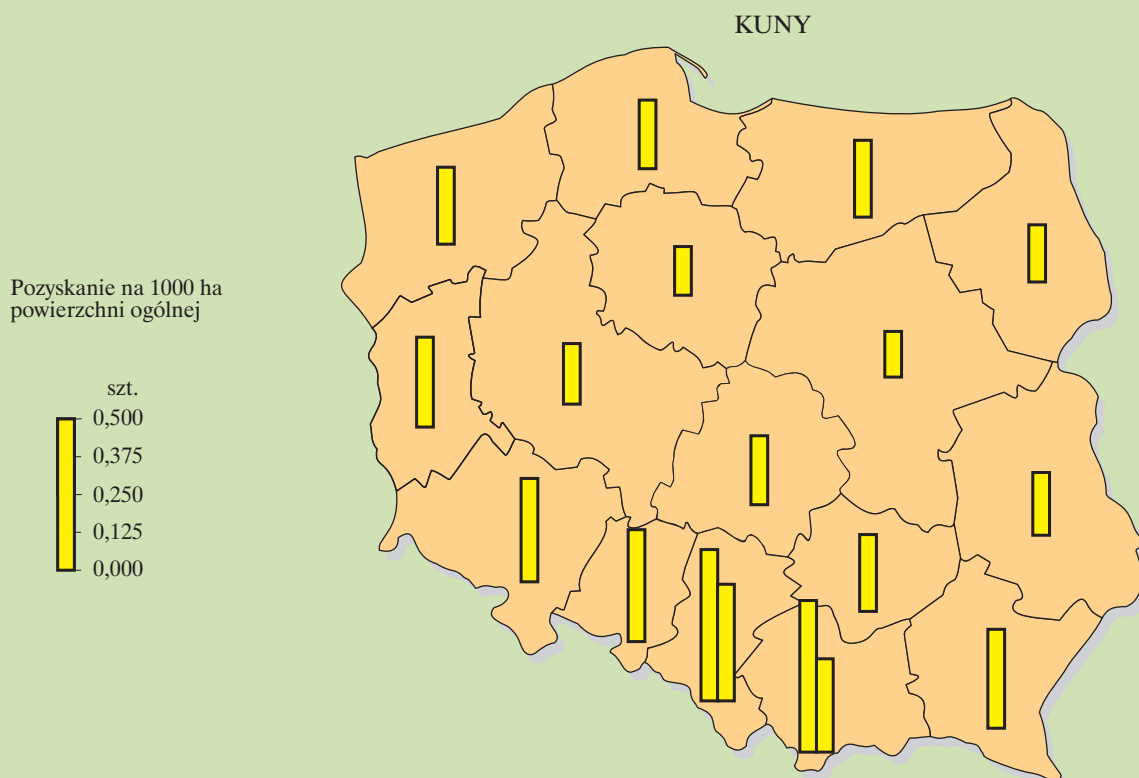 KUNY
Pozyskanie na 1000 ha
powierzchni ogólnej
szt.
0,500
0,375
0,250
0,125
0,000